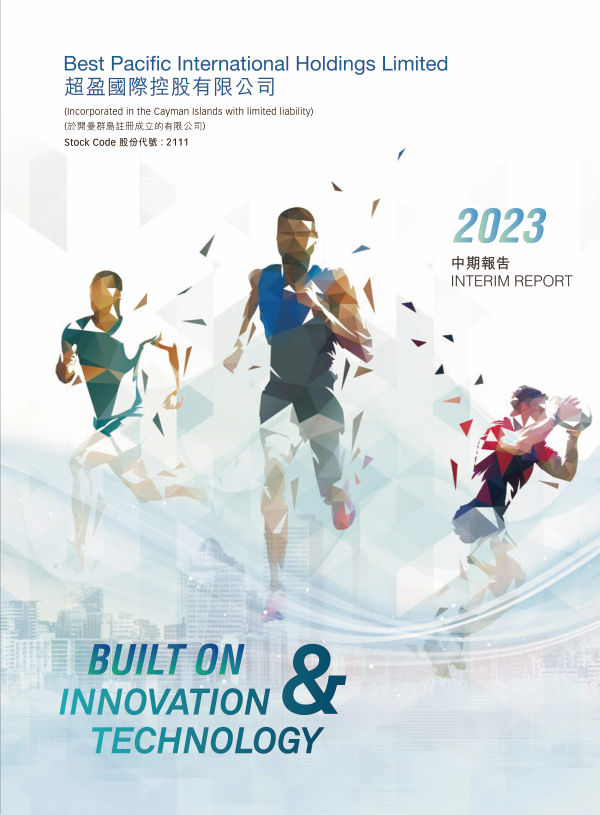 Best Pacific International Holdings Limited
超盈國際控股有限公司
(Incorporated in the Cayman Islands with limited liability)
(於開曼群島註冊成立的有限公司)
Stock Code 股份代號：2111
2023
中期報告
INTERIM REPORT
BUILT ON
INNOVATION &
TECHNOLOGY